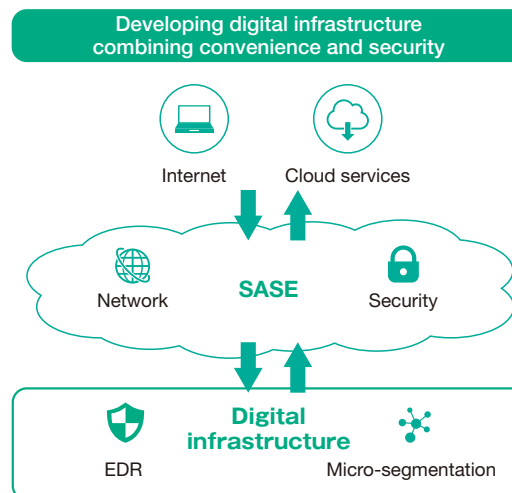 Developing digital infrastructure
combining convenience and security
Internet
Cloud services
Network
SASE
Security
Digital
infrastructure
EDR
Micro-segmentation